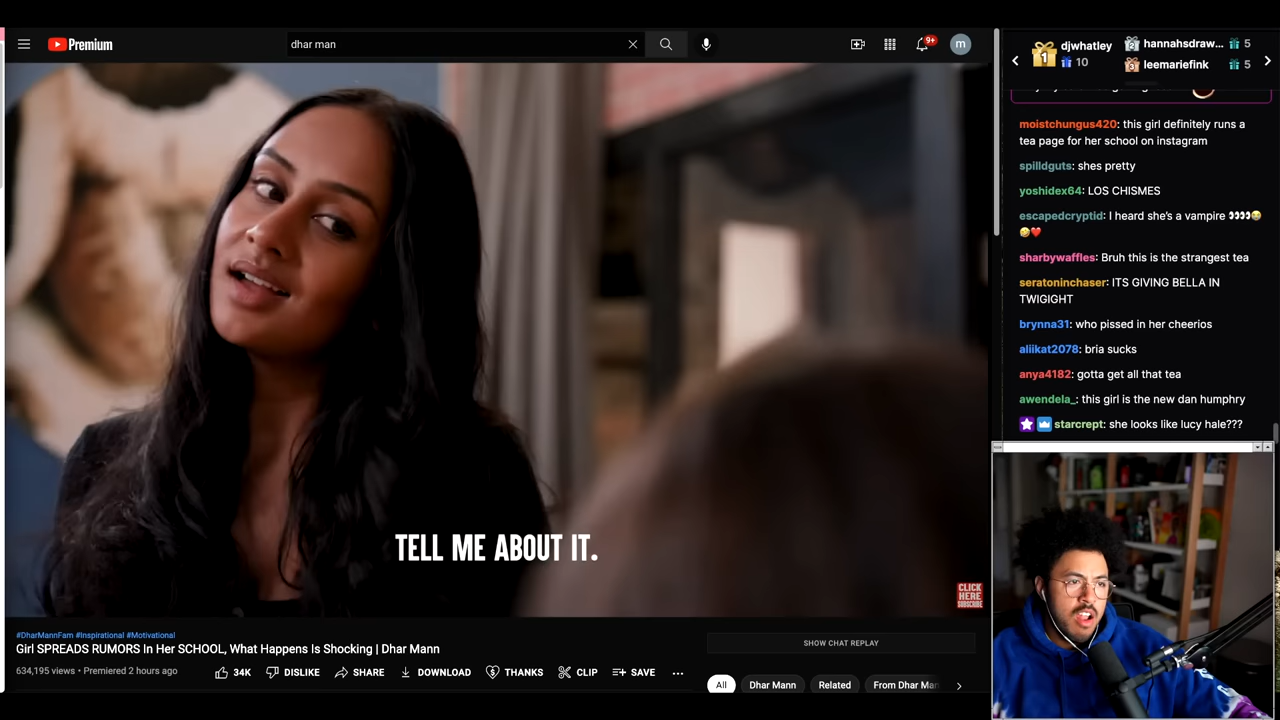 Premium
dhar man
9+
m
1
djwhatley
10
2
hannahsdraw... 5
3
leemariefink 5
moistchungus420: this girl definitely runs a
tea page for her school on instagram
spilldguts: shes pretty
yoshidex64: LOS CHISMES
escapedcryptid: I heard she's a vampire 👀👀😂
🤣❤️
sharbywaffles: Bruh this is the strangest tea
seratoninchaser: ITS GIVING BELLA IN
TWIGIGHT
brynna31: who pissed in her cheerios
aliikat2078: bria sucks
anya4182: gotta get all that tea
awendela_: this girl is the new dan humphry
starcrept: she looks like lucy hale???
TELL ME ABOUT IT.
CLICK
HERE
SUBSCRIBE
#DharMannFam #Inspirational #Motivational
Girl SPREADS RUMORS In Her SCHOOL, What Happens Is Shocking | Dhar Mann
634,195 views • Premiered 2 hours ago
34K
DISLIKE
SHARE
DOWNLOAD
THANKS
CLIP
SAVE
...
SHOW CHAT REPLAY
All
Dhar Mann
Related
From Dhar Man